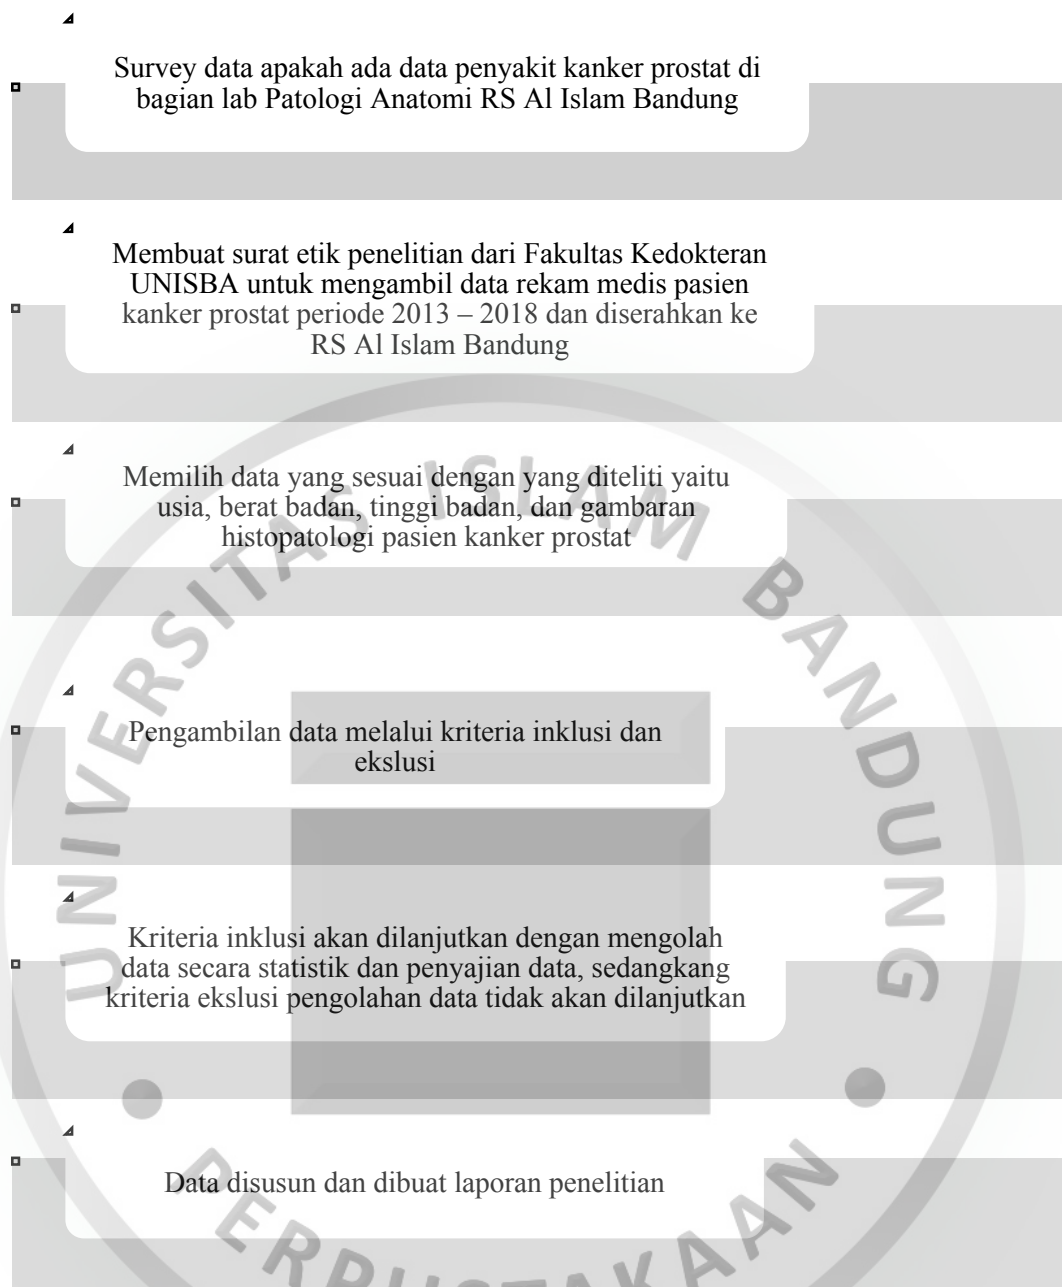 Survey data apakah ada data penyakit kanker prostat di
bagian lab Patologi Anatomi RS Al Islam Bandung
Membuat surat etik penelitian dari Fakultas Kedokteran
UNISBA untuk mengambil data rekam medis pasien
kanker prostat periode 2013 – 2018 dan diserahkan ke
RS Al Islam Bandung
Memilih data yang sesuai dengan yang diteliti yaitu
usia, berat badan, tinggi badan, dan gambaran
histopatologi pasien kanker prostat
Pengambilan data melalui kriteria inklusi dan
ekslusi
Kriteria inklusi akan dilanjutkan dengan mengolah
data secara statistik dan penyajian data, sedangkang
kriteria ekslusi pengolahan data tidak akan dilanjutkan
Data disusun dan dibuat laporan penelitian
UNIVERSITAS ISLAM BANDUNG
PERPUSTAKAAN